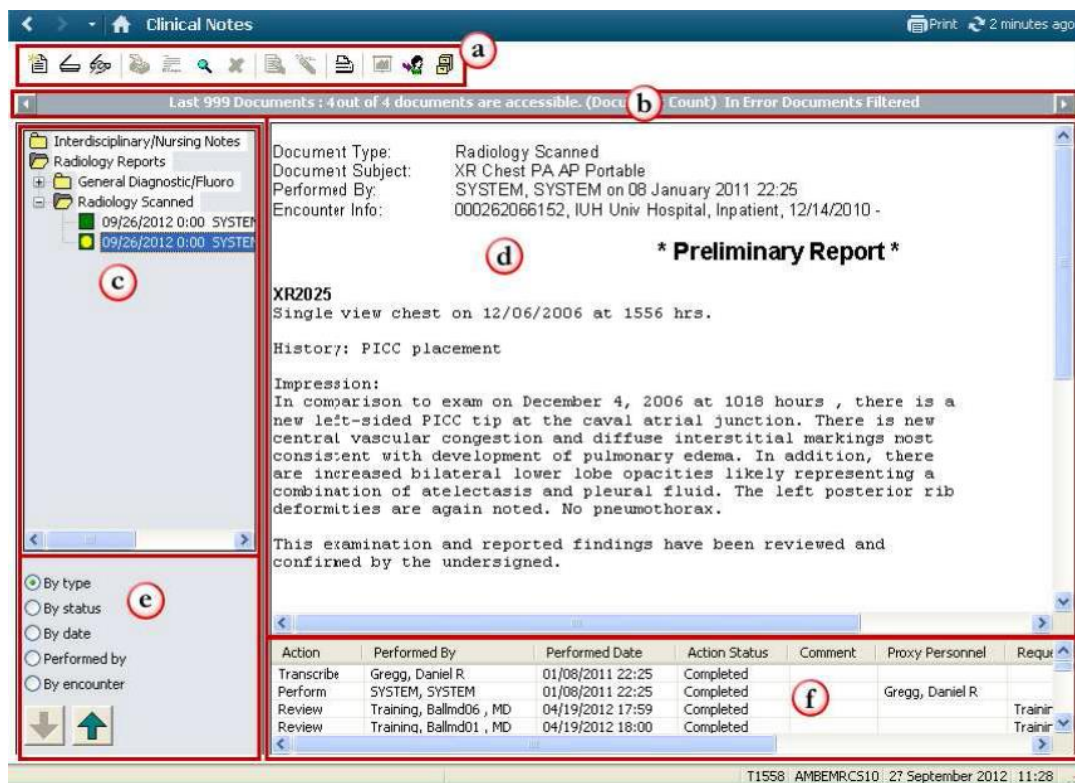 Clinical Notes
Print 2 minutes ago
a
Last 999 Documents : 4 out of 4 documents are accessible. (Docu b Count) In Error Documents Filtered
Interdisciplinary/Nursing Notes
Radiology Reports
General Diagnostic/Fluoro
Radiology Scanned
09/26/2012 0:00 SYSTEM
09/26/2012 0:00 SYSTEM
c
Document Type: Radiology Scanned
Document Subject: XR Chest PA AP Portable
Performed By: SYSTEM, SYSTEM on 08 January 2011 22:25
Encounter Info: 000262066152, IUH Univ Hospital, Inpatient, 12/14/2010 -
d
* Preliminary Report *
XR2025
Single view chest on 12/06/2006 at 1556 hrs.
History: PICC placement
Impression:
In comparison to exam on December 4, 2006 at 1018 hours , there is a
new left-sided PICC tip at the caval atrial junction. There is new
central vascular congestion and diffuse interstitial markings most
consistent with development of pulmonary edema. In addition, there
are increased bilateral lower lobe opacities likely representing a
combination of atelectasis and pleural fluid. The left posterior rib
deformities are again noted. No pneumothorax.
This examination and reported findings have been reviewed and
confirmed by the undersigned.
By type
By status
By date
Performed by
By encounter
e
Action Performed By Performed Date Action Status Comment Proxy Personnel Reque
Transcribe Gregg, Daniel R 01/08/2011 22:25 Completed
Perform SYSTEM, SYSTEM 01/08/2011 22:25 Completed Gregg, Daniel R
Review Training, Ballmd06 , MD 04/19/2012 17:59 Completed Trainin
Review Training, Ballmd01 , MD 04/19/2012 18:00 Completed Trainin
f
T1558 AMBEMRCS10 27 September 2012 11:28